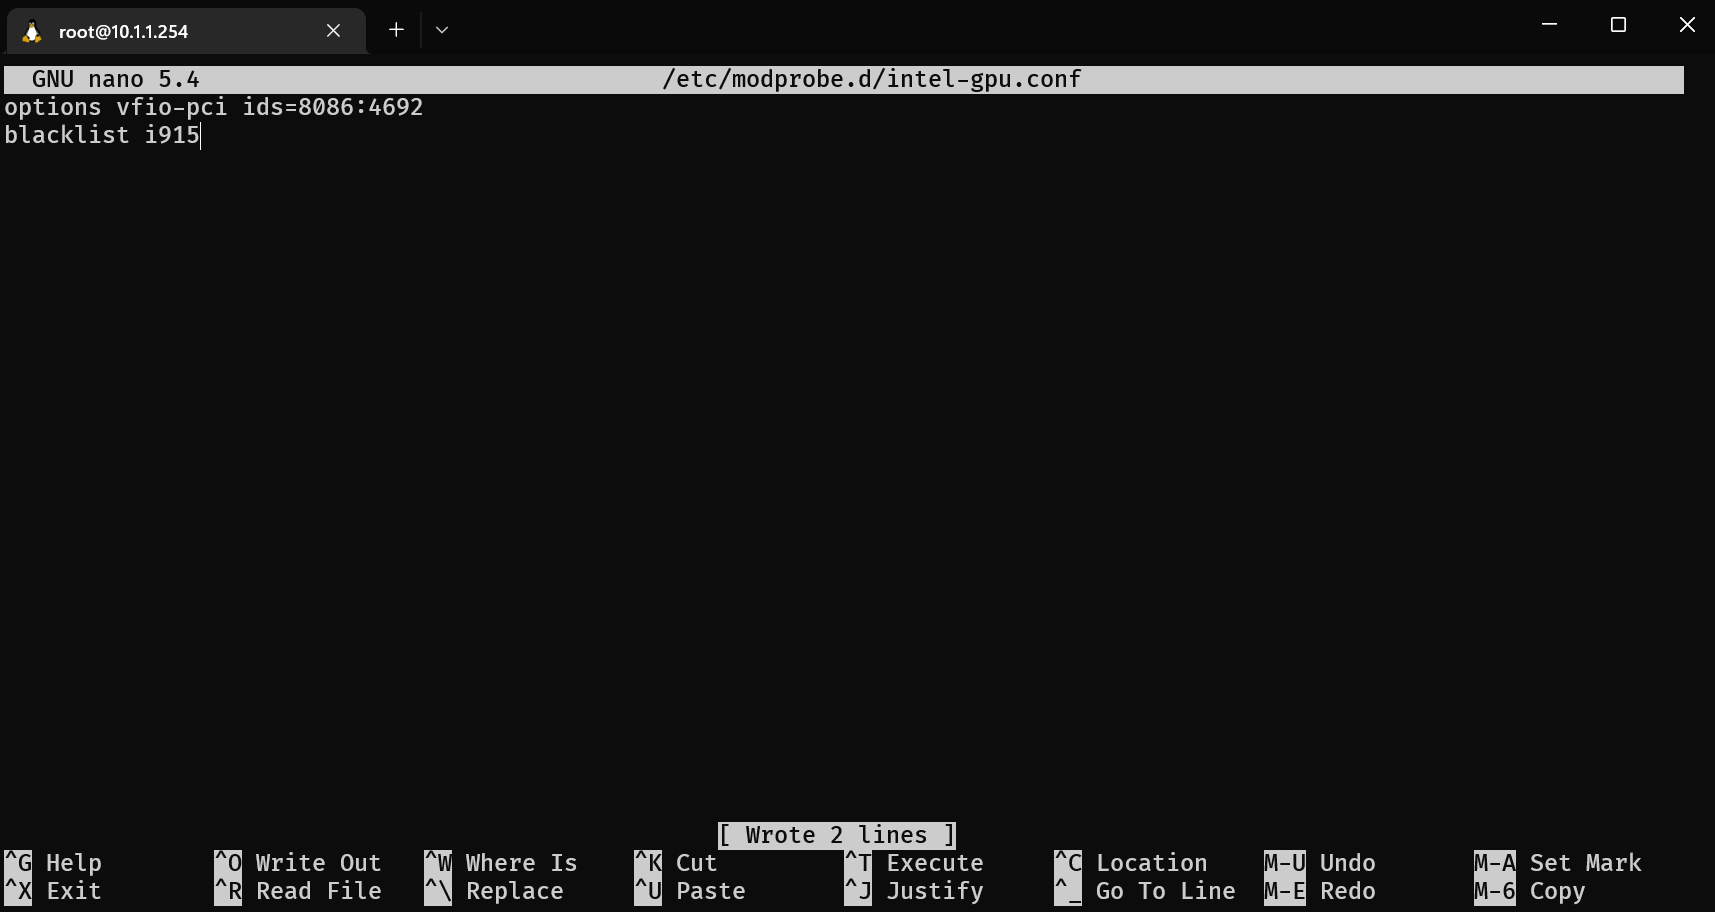 root@10.1.1.254
GNU nano 5.4 /etc/modprobe.d/intel-gpu.conf
options vfio-pci ids=8086:4692
blacklist i915
[ Wrote 2 lines ]
^G Help ^O Write Out ^W Where Is ^K Cut ^T Execute ^C Location M-U Undo M-A Set Mark
^X Exit ^R Read File ^\ Replace ^U Paste ^J Justify ^_ Go To Line M-E Redo M-6 Copy